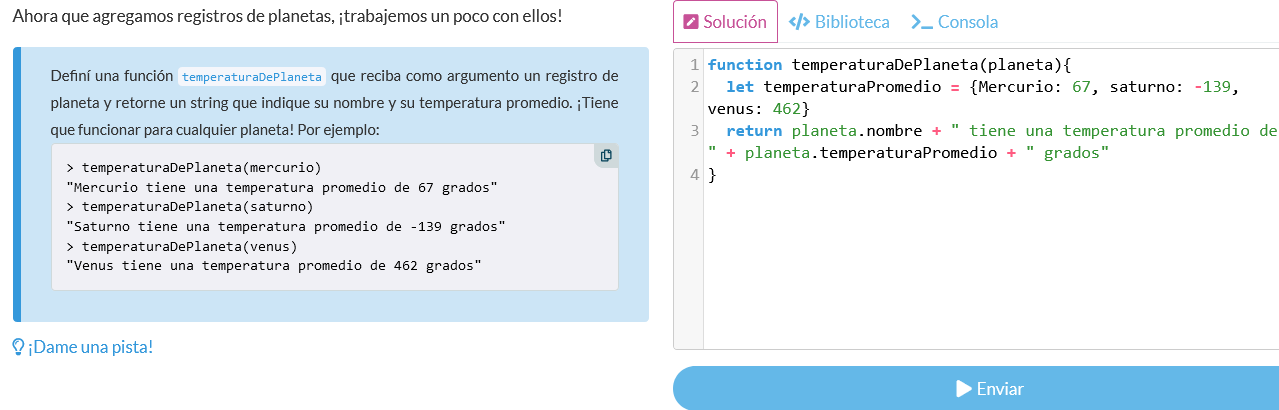 Ahora que agregamos registros de planetas, ¡trabajemos un poco con ellos!
Definí una función temperaturaDePlaneta que reciba como argumento un registro de
planeta y retorne un string que indique su nombre y su temperatura promedio. ¡Tiene
que funcionar para cualquier planeta! Por ejemplo:
> temperaturaDePlaneta(mercurio)
"Mercurio tiene una temperatura promedio de 67 grados"
> temperaturaDePlaneta(saturno)
"Saturno tiene una temperatura promedio de -139 grados"
> temperaturaDePlaneta(venus)
"Venus tiene una temperatura promedio de 462 grados"
¡Dame una pista!
Solución </> Biblioteca >_ Consola
1 function temperaturaDePlaneta(planeta){
2 let temperaturaPromedio = {Mercurio: 67, saturno: -139,
venus: 462}
3 return planeta.nombre + " tiene una temperatura promedio de
" + planeta.temperaturaPromedio + " grados"
4 }
Enviar